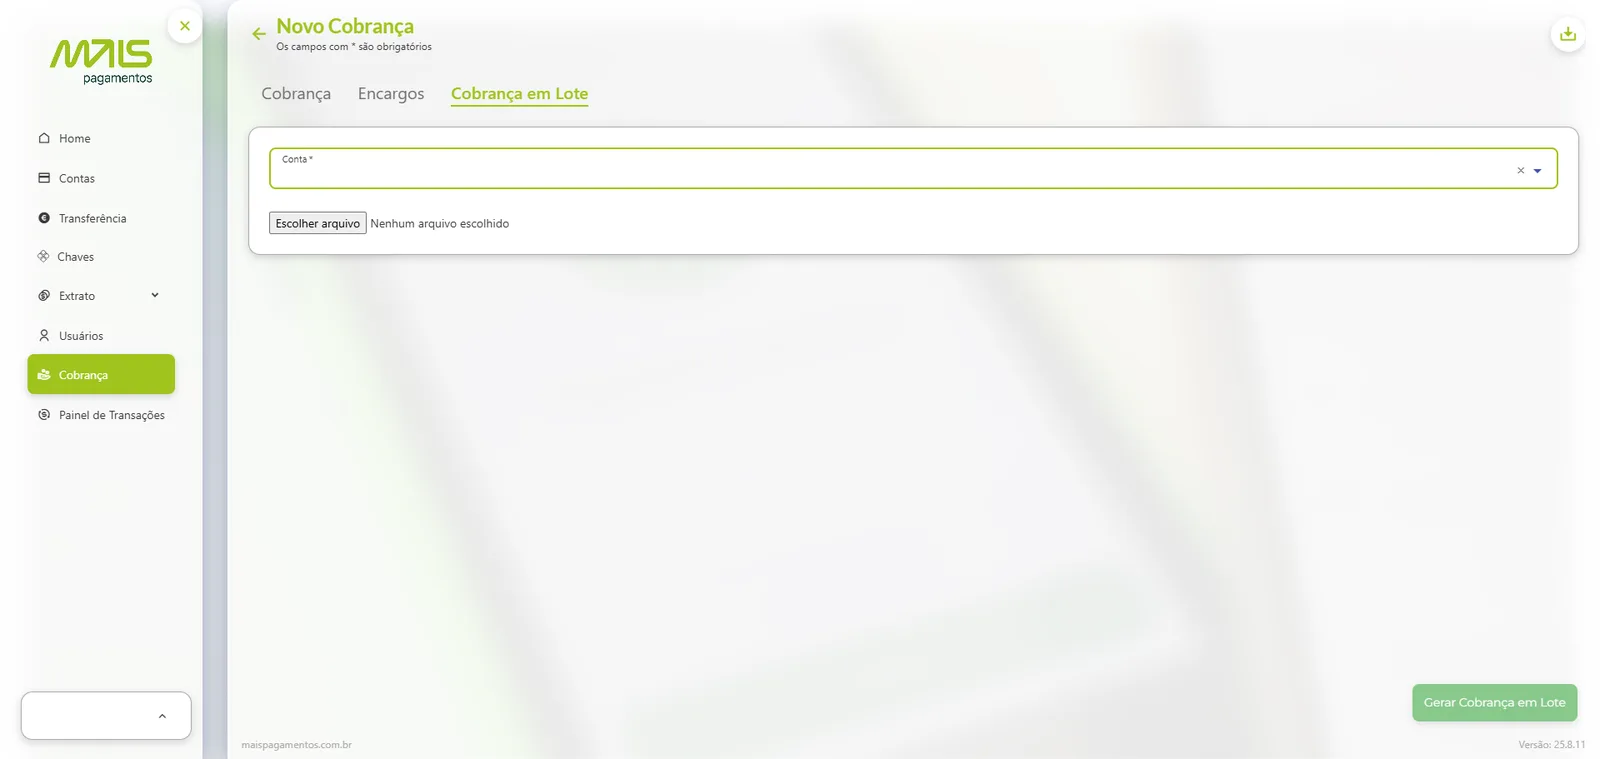 MAIS
pagamentos
Home
Contas
Transferência
Chaves
Extrato
Usuários
Cobrança
Painel de Transações
Novo Cobrança
Os campos com * são obrigatórios
Cobrança Encargos Cobrança em Lote
Conta *
Escolher arquivo Nenhum arquivo escolhido
Gerar Cobrança em Lote
maispagamentos.com.br
Versão: 25.8.11